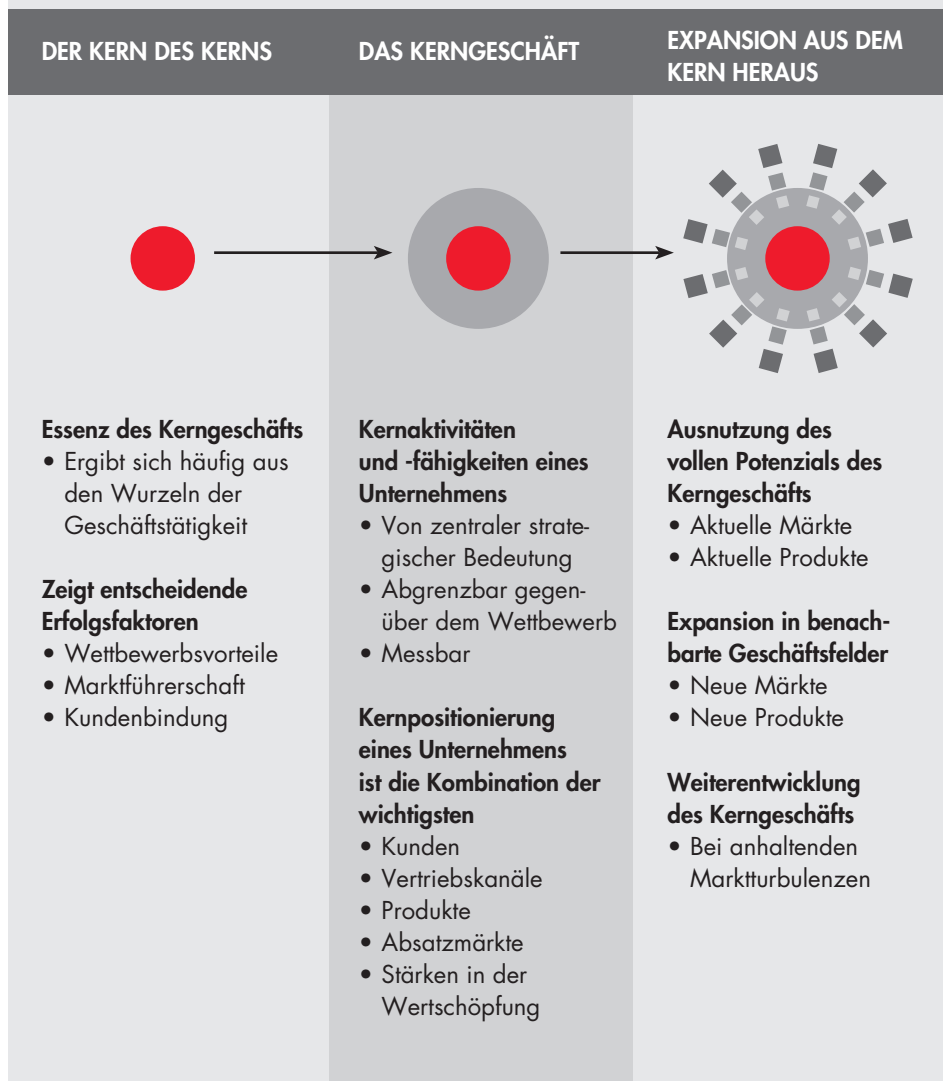 DER KERN DES KERNS
DAS KERNGESCHÄFT
EXPANSION AUS DEM
KERN HERAUS
Essenz des Kerngeschäfts
• Ergibt sich häufig aus
den Wurzeln der
Geschäftstätigkeit
Zeigt entscheidende
Erfolgsfaktoren
• Wettbewerbsvorteile
• Marktführerschaft
• Kundenbindung
Kernaktivitäten
und -fähigkeiten eines
Unternehmens
• Von zentraler strate-
gischer Bedeutung
• Abgrenzbar gegen-
über dem Wettbewerb
• Messbar
Kernpositionierung
eines Unternehmens
ist die Kombination der
wichtigsten
• Kunden
• Vertriebskanäle
• Produkte
• Absatzmärkte
• Stärken in der
Wertschöpfung
Ausnutzung des
vollen Potenzials des
Kerngeschäfts
• Aktuelle Märkte
• Aktuelle Produkte
Expansion in benach-
barte Geschäftsfelder
• Neue Märkte
• Neue Produkte
Weiterentwicklung
des Kerngeschäfts
• Bei anhaltenden
Marktturbulenzen